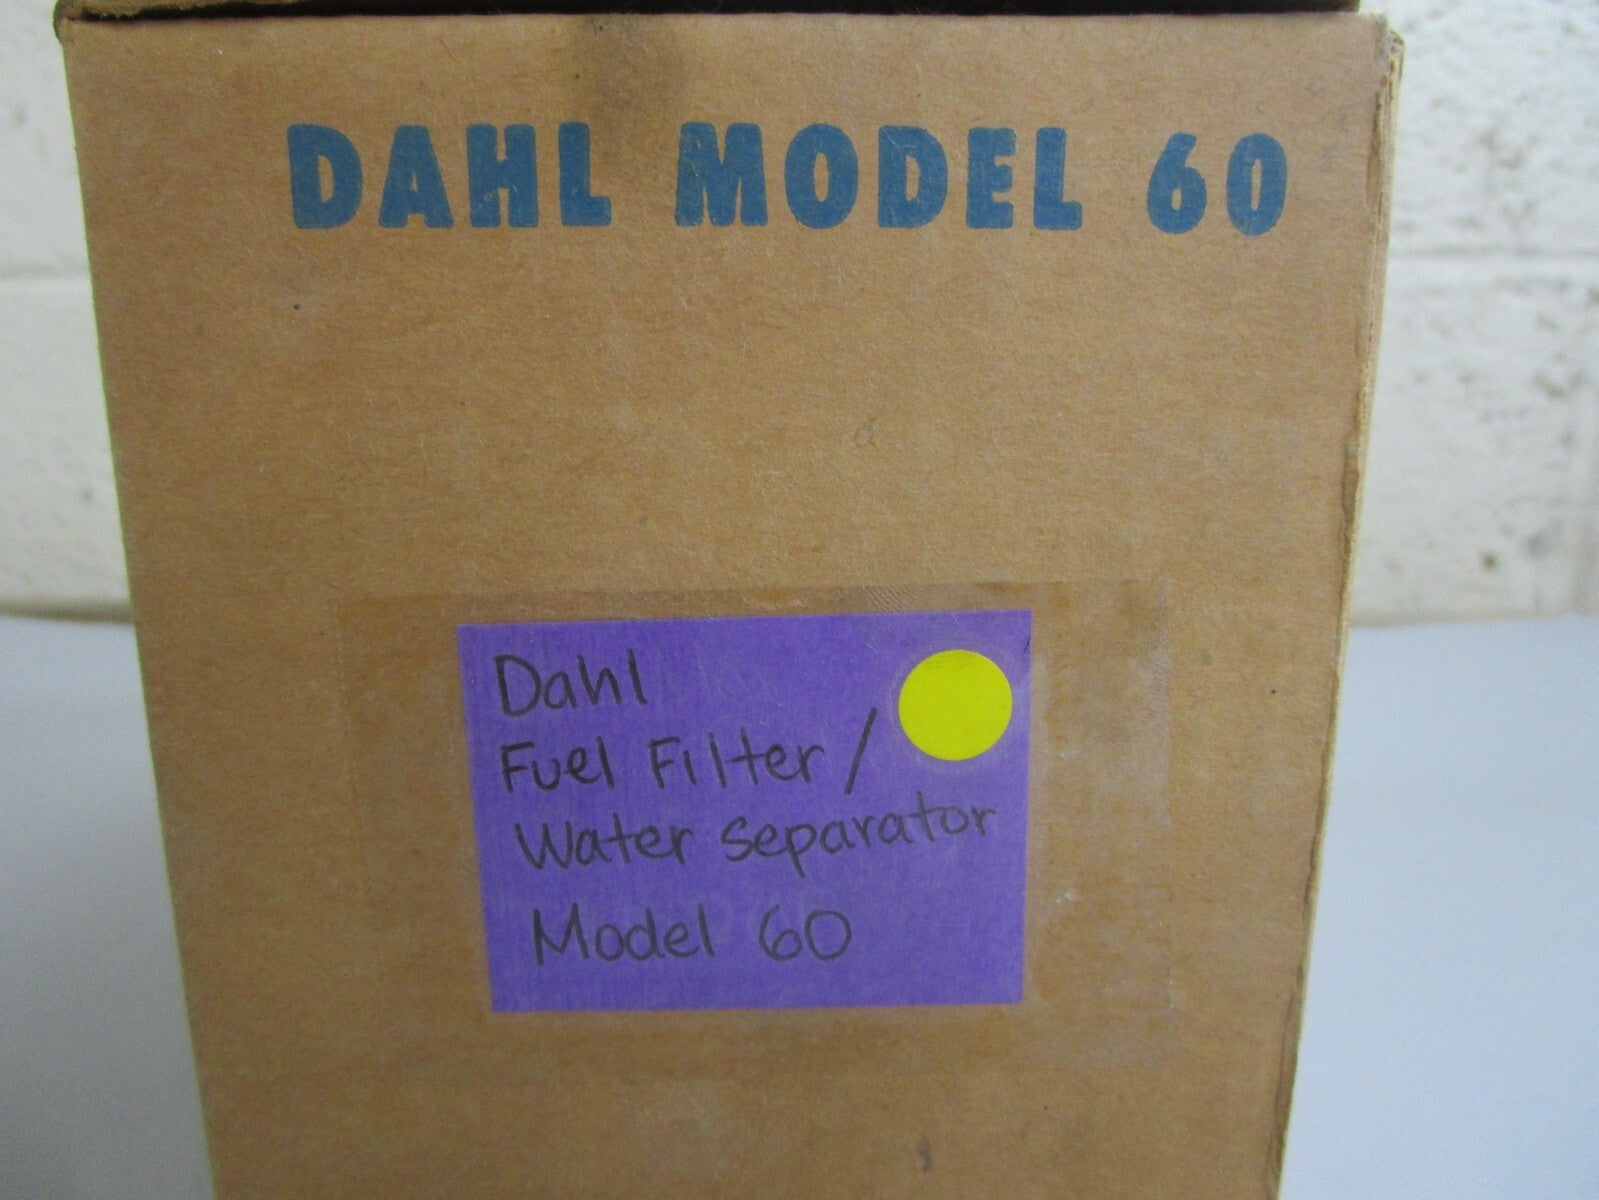 DAHL MODEL 60
Dahl
Fuel Filter /
Water Separator
Model 60